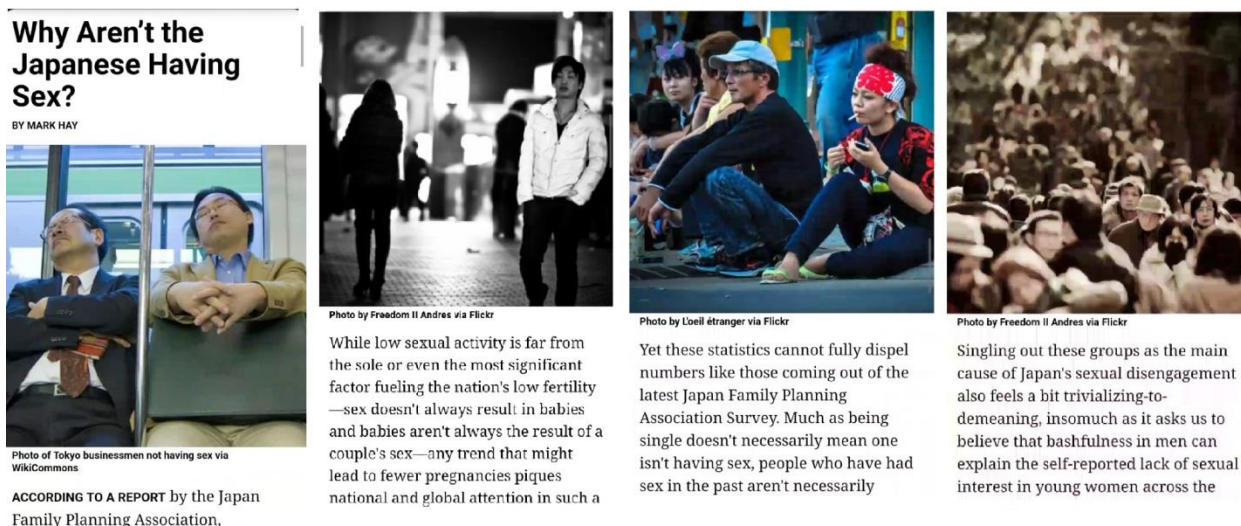 Why Aren't the
Japanese Having
Sex?
BY MARK HAY
Photo of Tokyo businessmen not having sex via
WikiCommons
ACCORDING TO A REPORT by the Japan
Family Planning Association,
Photo by Freedom II Andres via Flickr
While low sexual activity is far from
the sole or even the most significant
factor fueling the nation's low fertility
—sex doesn't always result in babies
and babies aren't always the result of a
couple's sex—any trend that might
lead to fewer pregnancies piques
national and global attention in such a
Photo by L'oeil étranger via Flickr
Yet these statistics cannot fully dispel
numbers like those coming out of the
latest Japan Family Planning
Association Survey. Much as being
single doesn't necessarily mean one
isn't having sex, people who have had
sex in the past aren't necessarily
Photo by Freedom II Andres via Flickr
Singling out these groups as the main
cause of Japan's sexual disengagement
also feels a bit trivializing-to-
demeaning, insomuch as it asks us to
believe that bashfulness in men can
explain the self-reported lack of sexual
interest in young women across the